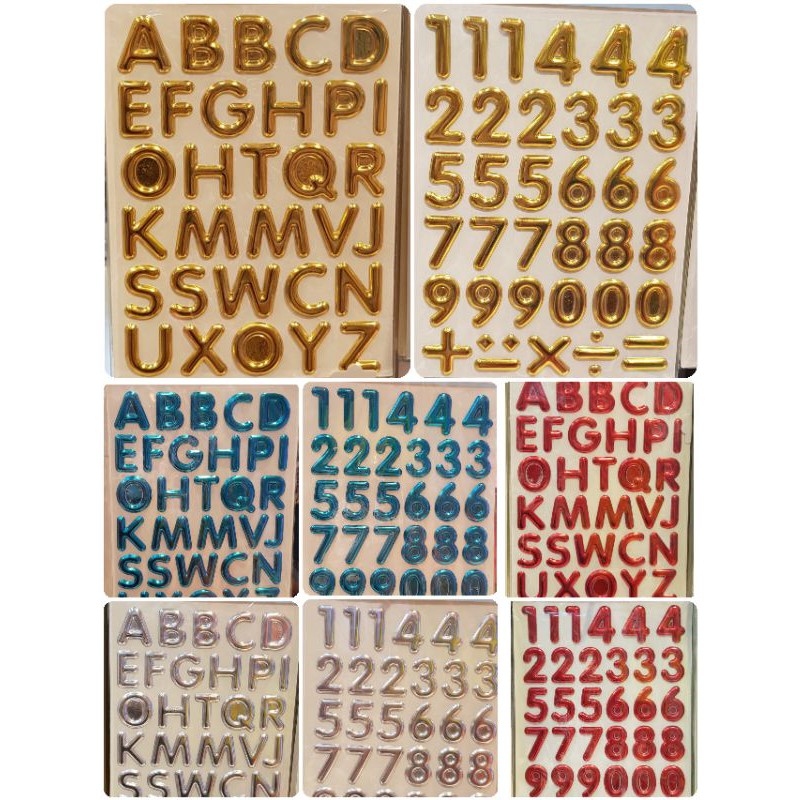 ABBCD
EFGHPI
OHTQR
KMMVJ
SSWCN
UXOYZ
111444
222333
555666
777888
999000
+-×÷=
ABBCD
EFGHPI
OHTQR
KMMVJ
SSWCN
111444
222333
555666
777888
999000
ABBCD
EFGHPI
OHTQR
KMMVJ
SSWCN
UXOYZ
ABBCD
EFGHPI
OHTQR
KMMVJ
SSWCN
111444
222333
555666
777888
111444
222333
555666
777888
999000